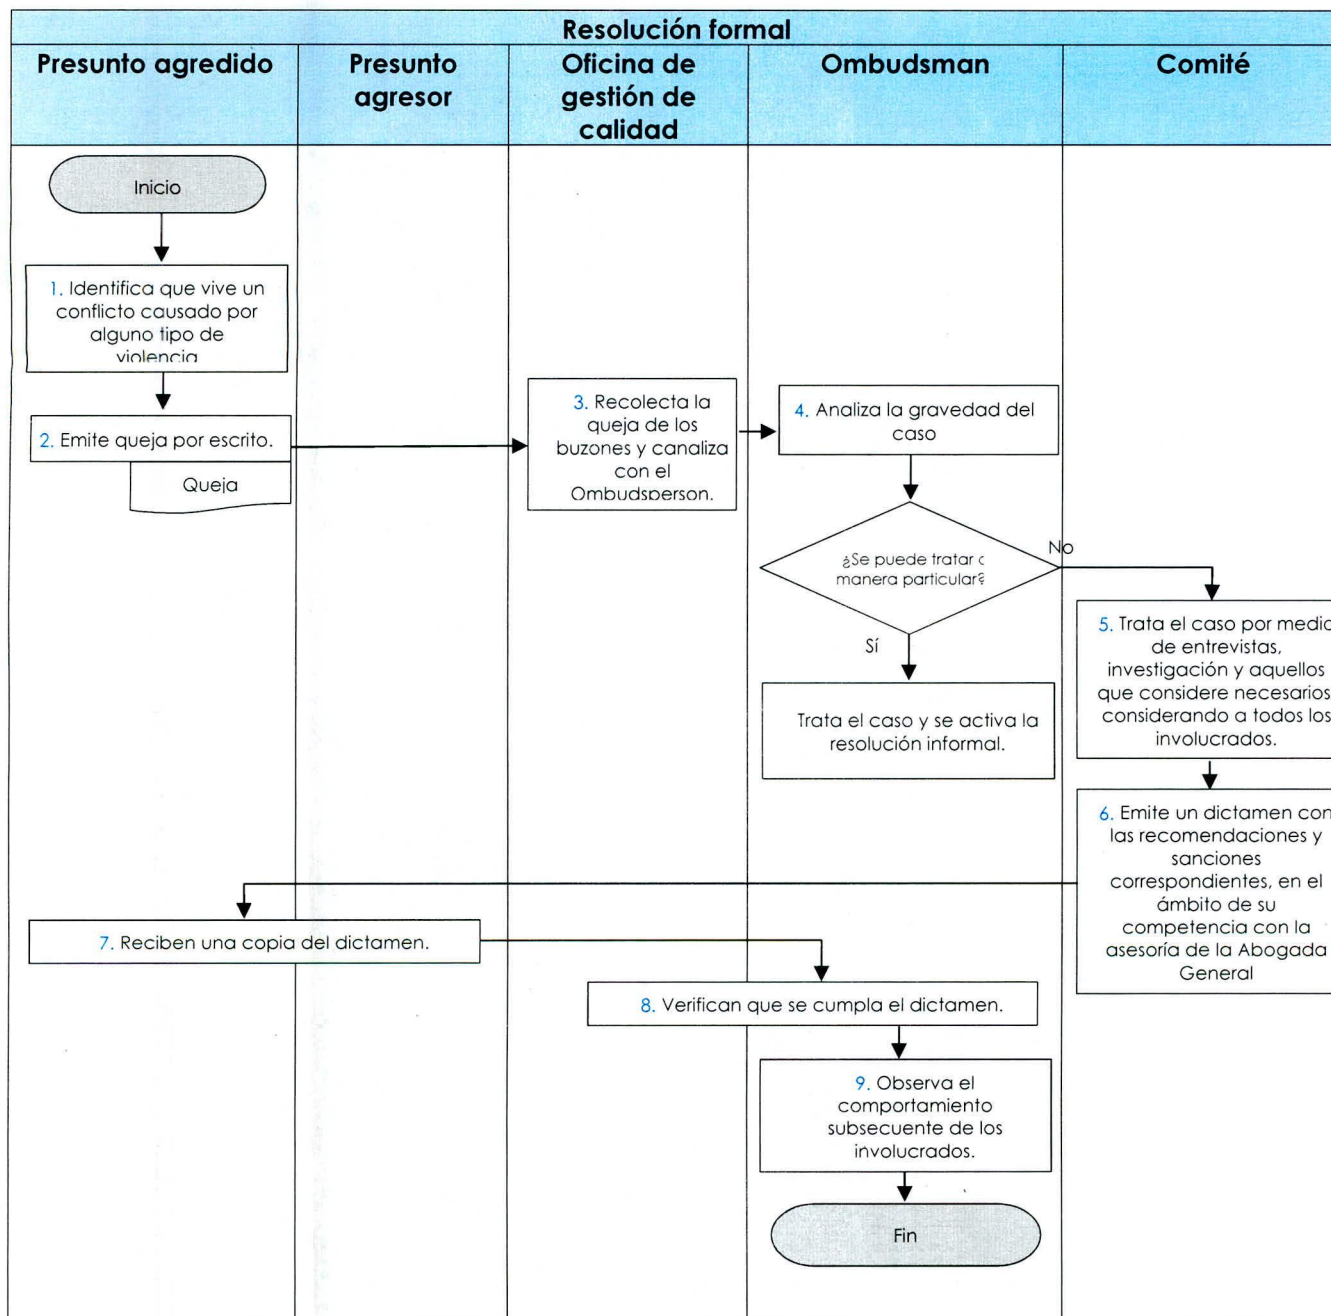 Resolución formal
Presunto agredido
Presunto
agresor
Oficina de
gestión de
calidad
Ombudsman
Comité
Inicio
1. Identifica que vive un
conflicto causado por
alguno tipo de
violencia
2. Emite queja por escrito.
Queja
3. Recolecta la
queja de los
buzones y canaliza
con el
Ombudsperson.
4. Analiza la gravedad del
caso
¿Se puede tratar
manera particular?
No
Sí
Trata el caso y se activa la
resolución informal.
5. Trata el caso por medio
de entrevistas,
investigación y aquellos
que considere necesarios
considerando a todos los
involucrados.
6. Emite un dictamen con
las recomendaciones y
sanciones
correspondientes, en el
ámbito de su
competencia con la
asesoría de la Abogada
General
7. Reciben una copia del dictamen.
8. Verifican que se cumpla el dictamen.
9. Observa el
comportamiento
subsecuente de los
involucrados.
Fin